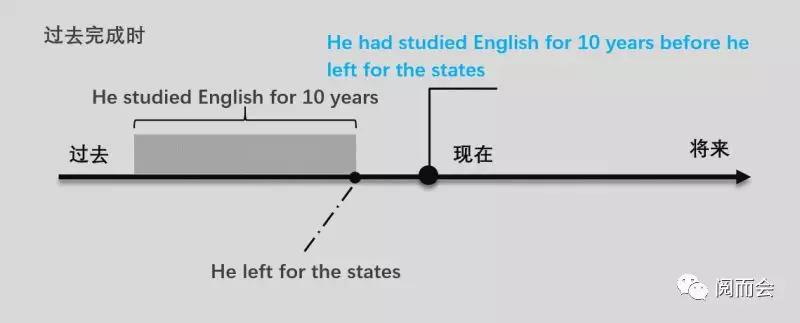 过去完成时
He had studied English for 10 years before he
left for the states
He studied English for 10 years
过去
现在
将来
He left for the states
阅而会